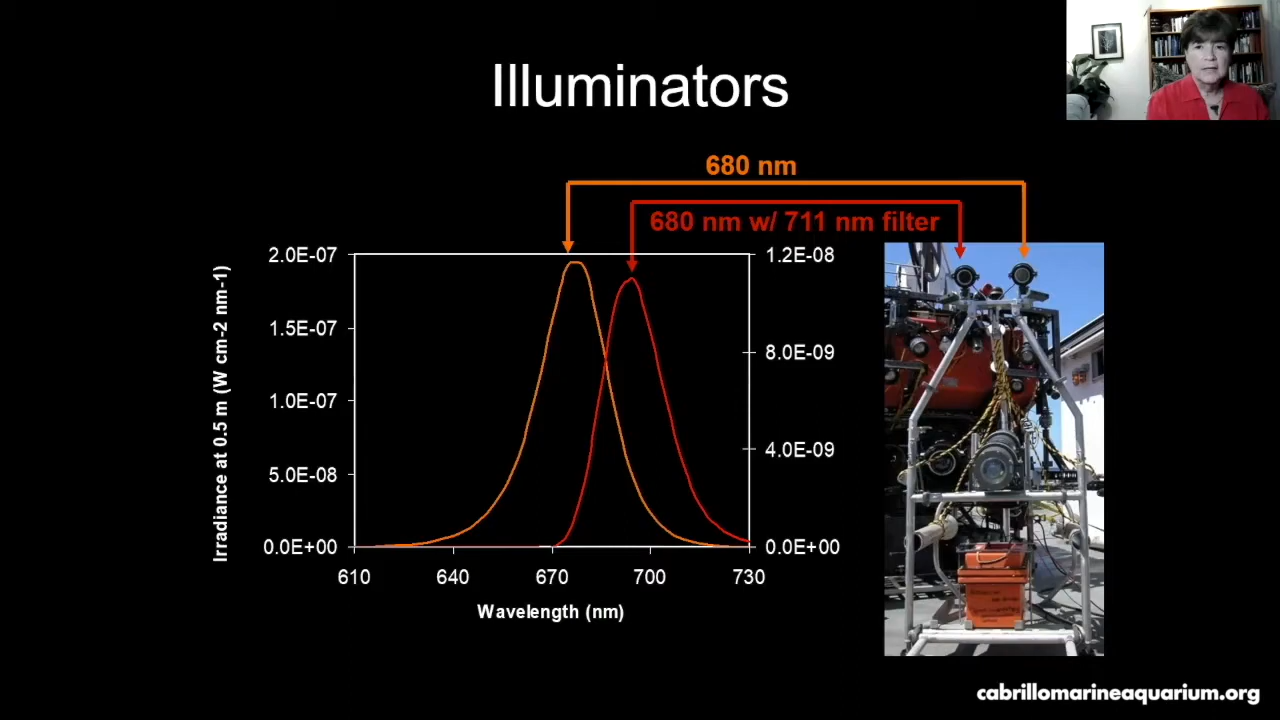 Illuminators
680 nm
680 nm w/ 711 nm filter
Irradiance at 0.5 m (W cm-2 nm-1)
2.0E-07
1.5E-07
1.0E-07
5.0E-08
0.0E+00
1.2E-08
8.0E-09
4.0E-09
0.0E+00
610 640 670 700 730
Wavelength (nm)
cabrillomarineaquarium.org